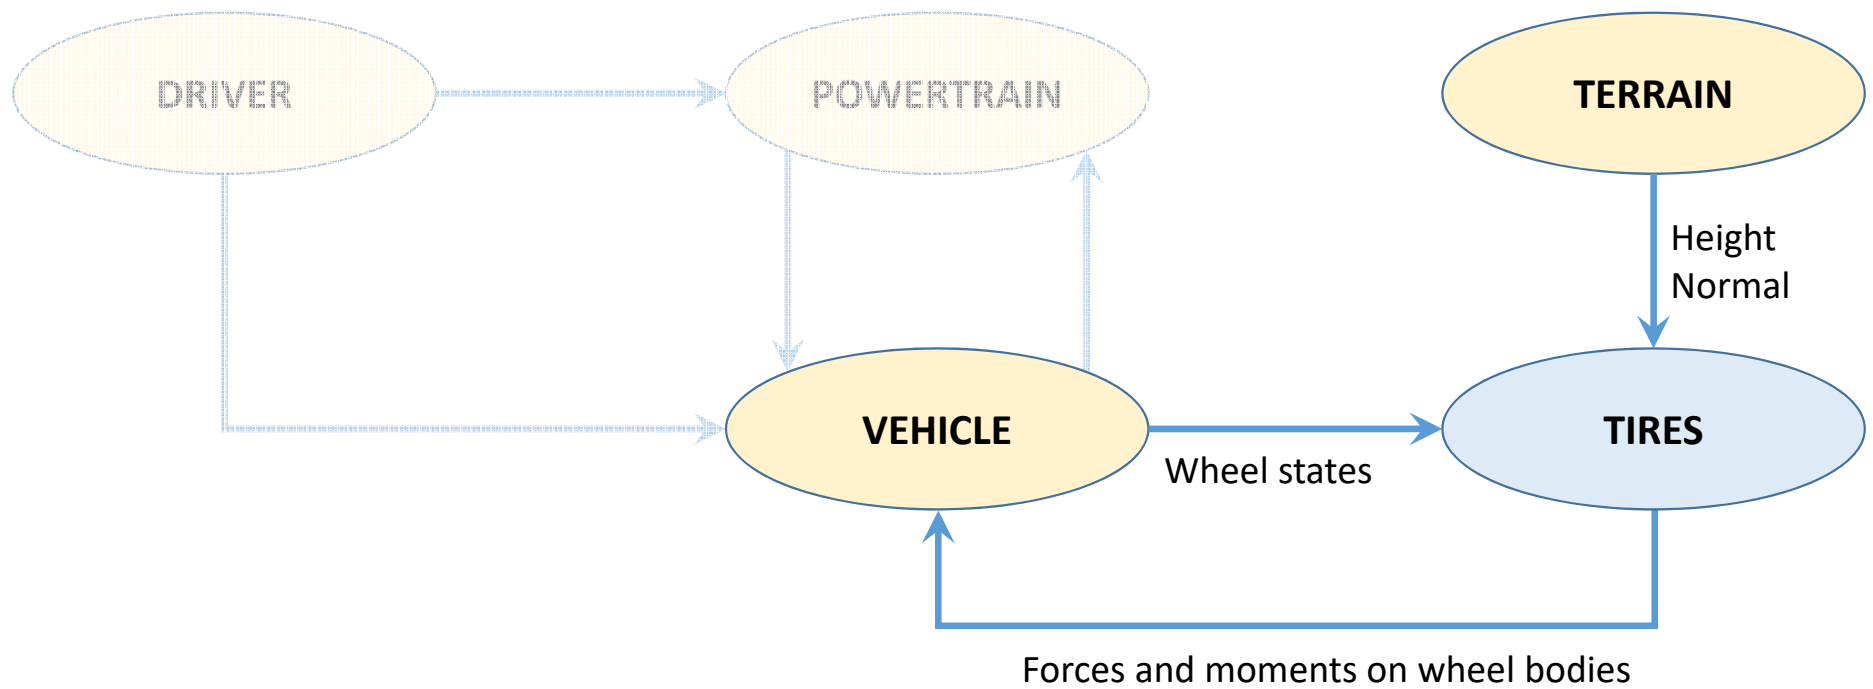 DRIVER
POWERTRAIN
TERRAIN
Height
Normal
VEHICLE
TIRES
Wheel states
Forces and moments on wheel bodies